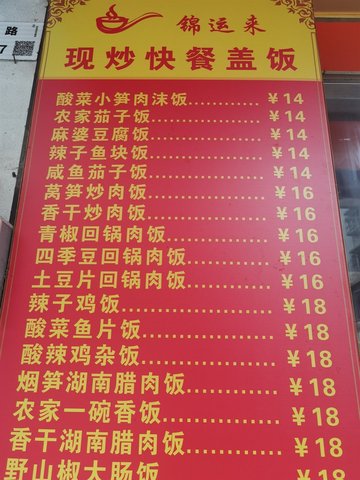 路
7
锦运来
现炒快餐盖饭
酸菜小笋肉沫饭............¥14
农家茄子饭............¥14
麻婆豆腐饭............¥14
辣子鱼块饭............¥14
咸鱼茄子饭............¥14
莴笋炒肉饭............¥16
香干炒肉饭............¥16
青椒回锅肉饭............¥16
四季豆回锅肉饭............¥16
土豆片回锅肉饭............¥16
辣子鸡饭............¥18
酸菜鱼片饭............¥18
酸辣鸡杂饭............¥18
烟笋湖南腊肉饭............¥18
农家一碗香饭............¥18
香干湖南腊肉饭............¥18
野山椒大肠饭